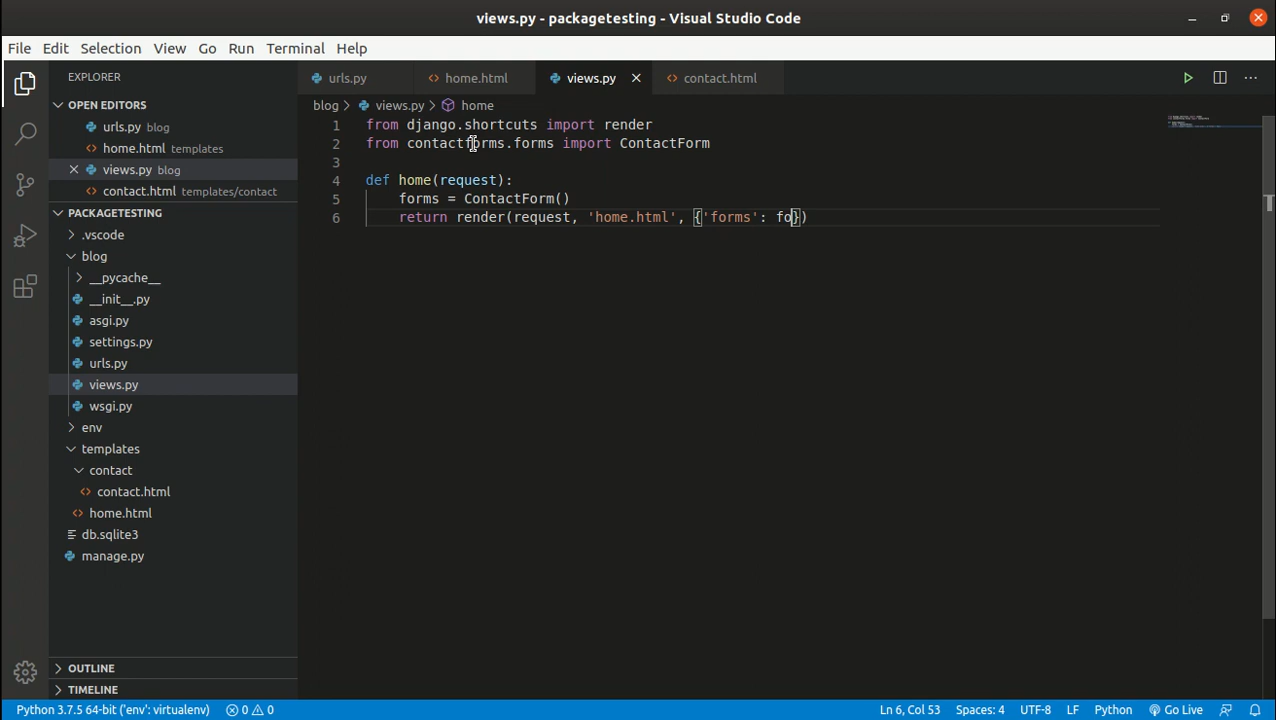 views.py - packagetesting - Visual Studio Code
File Edit Selection View Go Run Terminal Help
EXPLORER
OPEN EDITORS
urls.py blog
home.html templates
views.py blog
contact.html templates/contact
PACKAGETESTING
.vscode
blog
__pycache__
__init__.py
asgi.py
settings.py
urls.py
views.py
wsgi.py
env
templates
contact
contact.html
home.html
db.sqlite3
manage.py
OUTLINE
TIMELINE
urls.py home.html views.py contact.html
blog > views.py > home
1 from django.shortcuts import render
2 from contactforms.forms import ContactForm
3
4 def home(request):
5 forms = ContactForm()
6 return render(request, 'home.html', {'forms': fo})
Python 3.7.5 64-bit ('env': virtualenv) 0 0 Ln 6, Col 53 Spaces: 4 UTF-8 LF Python Go Live